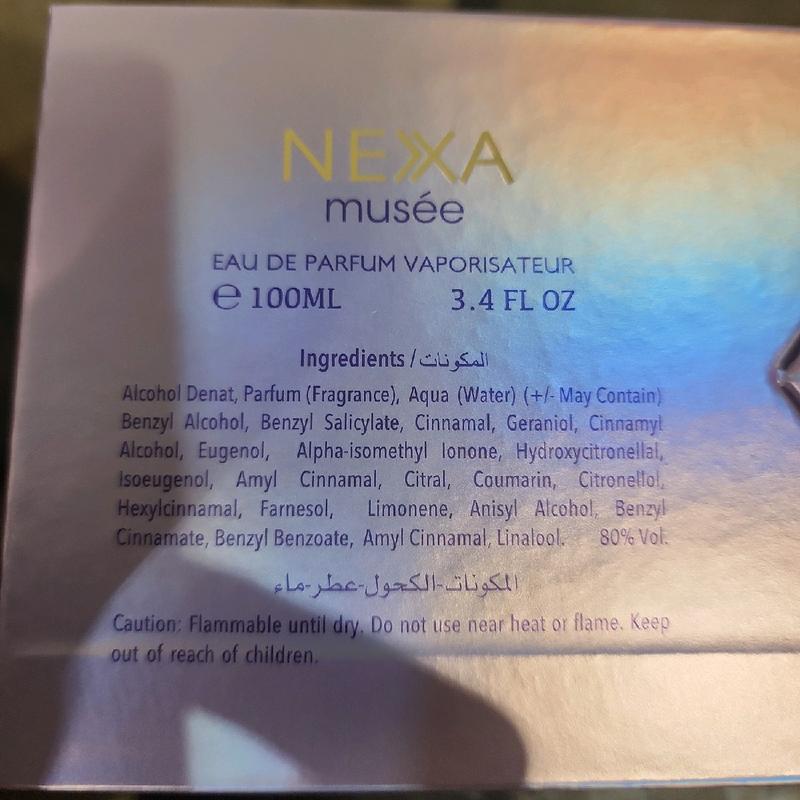 NEXXA
musée
EAU DE PARFUM VAPORISATEUR
℮ 100ML 3.4 FL OZ
Ingredients / المكونات
Alcohol Denat, Parfum (Fragrance), Aqua (Water) (+/- May Contain)
Benzyl Alcohol, Benzyl Salicylate, Cinnamal, Geraniol, Cinnamyl
Alcohol, Eugenol, Alpha-isomethyl Ionone, Hydroxycitronellal,
Isoeugenol, Amyl Cinnamal, Citral, Coumarin, Citronellol,
Hexylcinnamal, Farnesol, Limonene, Anisyl Alcohol, Benzyl
Cinnamate, Benzyl Benzoate, Amyl Cinnamal, Linalool. 80% Vol.
المكونات-الكحول-عطر-ماء
Caution: Flammable until dry. Do not use near heat or flame. Keep
out of reach of children.